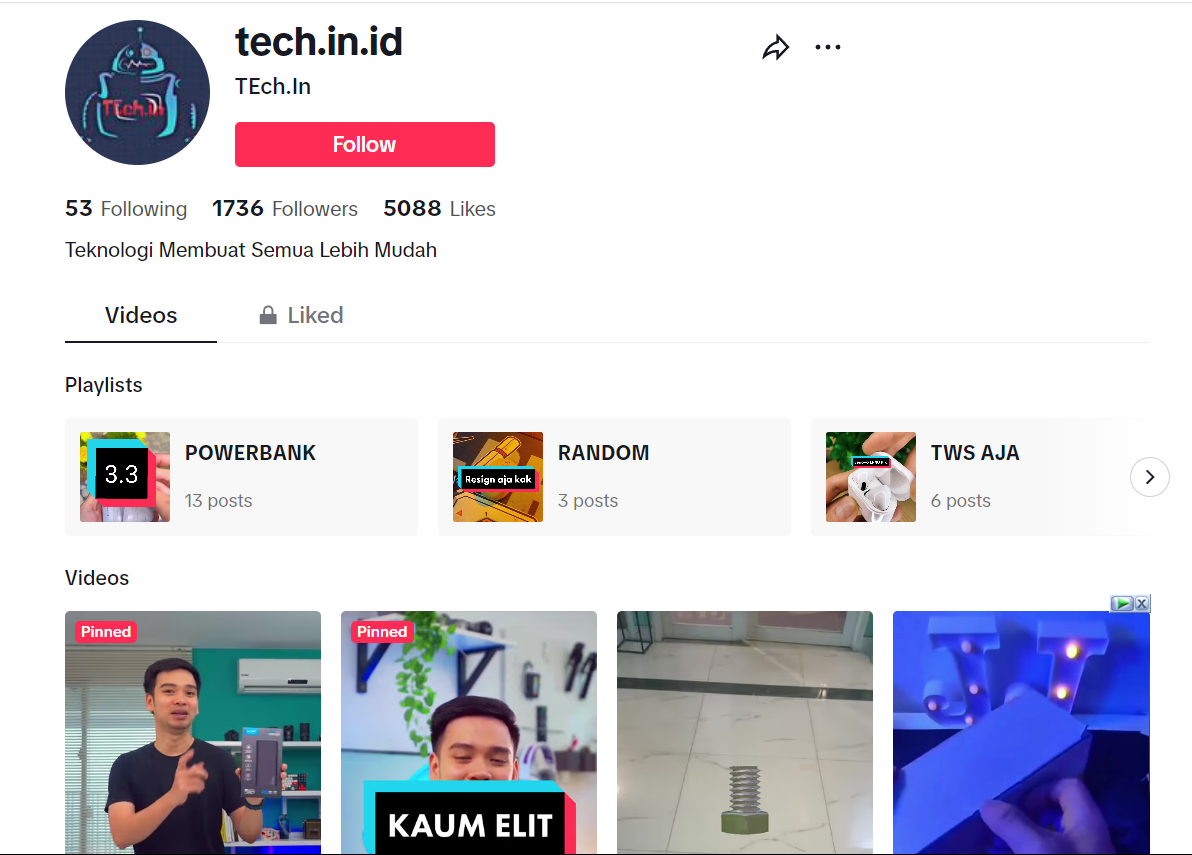 tech.in.id
TEch.In
TEch.in
Follow
53 Following 1736 Followers 5088 Likes
Teknologi Membuat Semua Lebih Mudah
Videos Liked
Playlists
3.3
POWERBANK
13 posts
Resign aja kak
RANDOM
3 posts
TWS AJA
6 posts
Videos
Pinned
Pinned
KAUM ELIT